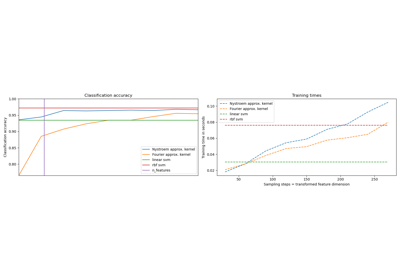 Classification accuracy
1.00
0.95
0.90
0.85
0.80
Classification accuracy
Nystroem approx. kernel
Fourier approx. kernel
linear svm
rbf svm
n_features
Training times
0.10
0.08
0.06
0.04
0.02
Training time in seconds
Nystroem approx. kernel
Fourier approx. kernel
linear svm
rbf svm
50
100
150
200
250
Sampling steps = transformed feature dimension